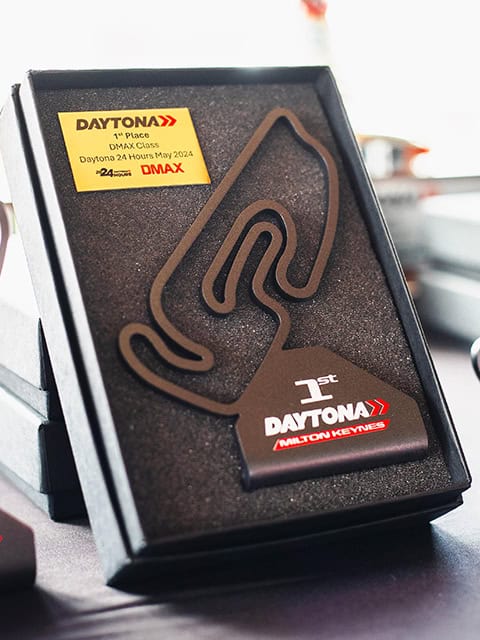 DAYTONA
1st Place
DMAX Class
Daytona 24 Hours May 2024
24 HOURS DMAX
1st
DAYTONA
MILTON KEYNES